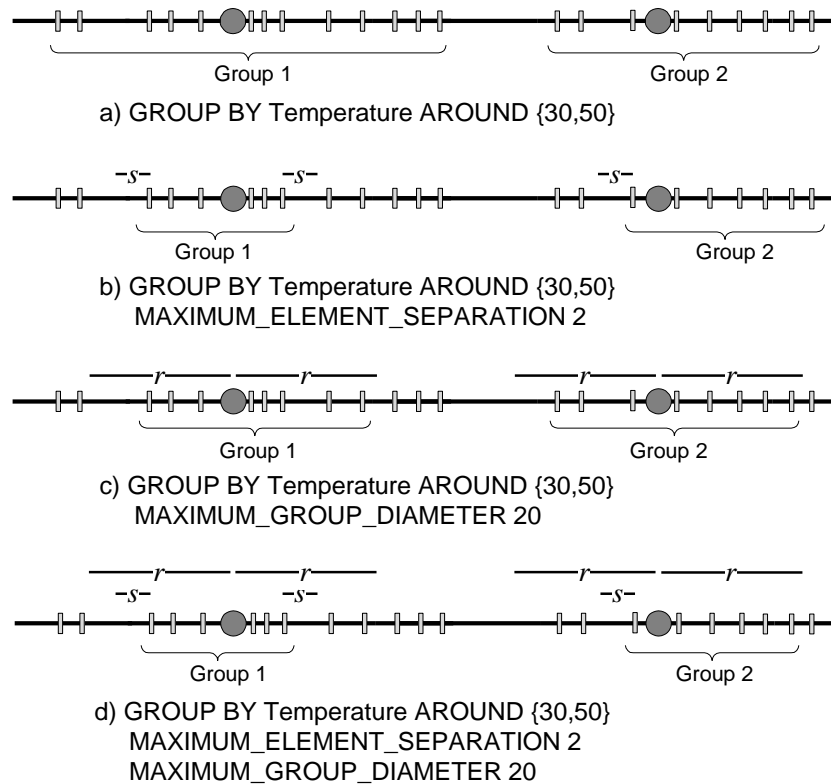 Group 1
Group 2
a) GROUP BY Temperature AROUND {30,50}
s
s
s
Group 1
Group 2
b) GROUP BY Temperature AROUND {30,50}
MAXIMUM_ELEMENT_SEPARATION 2
r
r
r
r
Group 1
Group 2
c) GROUP BY Temperature AROUND {30,50}
MAXIMUM_GROUP_DIAMETER 20
r
r
r
r
s
s
s
Group 1
Group 2
d) GROUP BY Temperature AROUND {30,50}
MAXIMUM_ELEMENT_SEPARATION 2
MAXIMUM_GROUP_DIAMETER 20